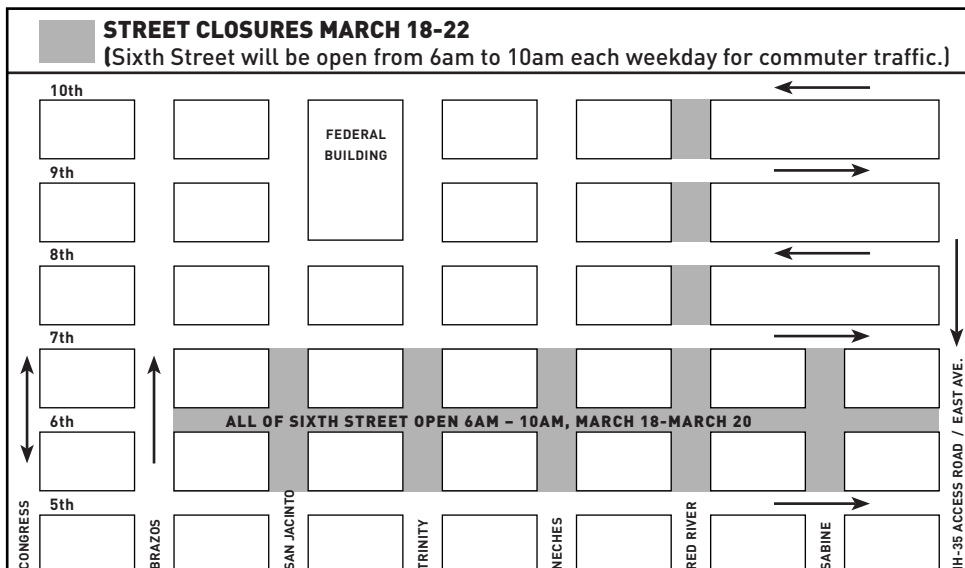 STREET CLOSURES MARCH 18-22
(Sixth Street will be open from 6am to 10am each weekday for commuter traffic.)
10th
FEDERAL
BUILDING
9th
8th
7th
ALL OF SIXTH STREET OPEN 6AM – 10AM, MARCH 18-MARCH 20
6th
5th
CONGRESS
BRAZOS
SAN JACINTO
TRINITY
NECHES
RED RIVER
SABINE
IH-35 ACCESS ROAD / EAST AVE.